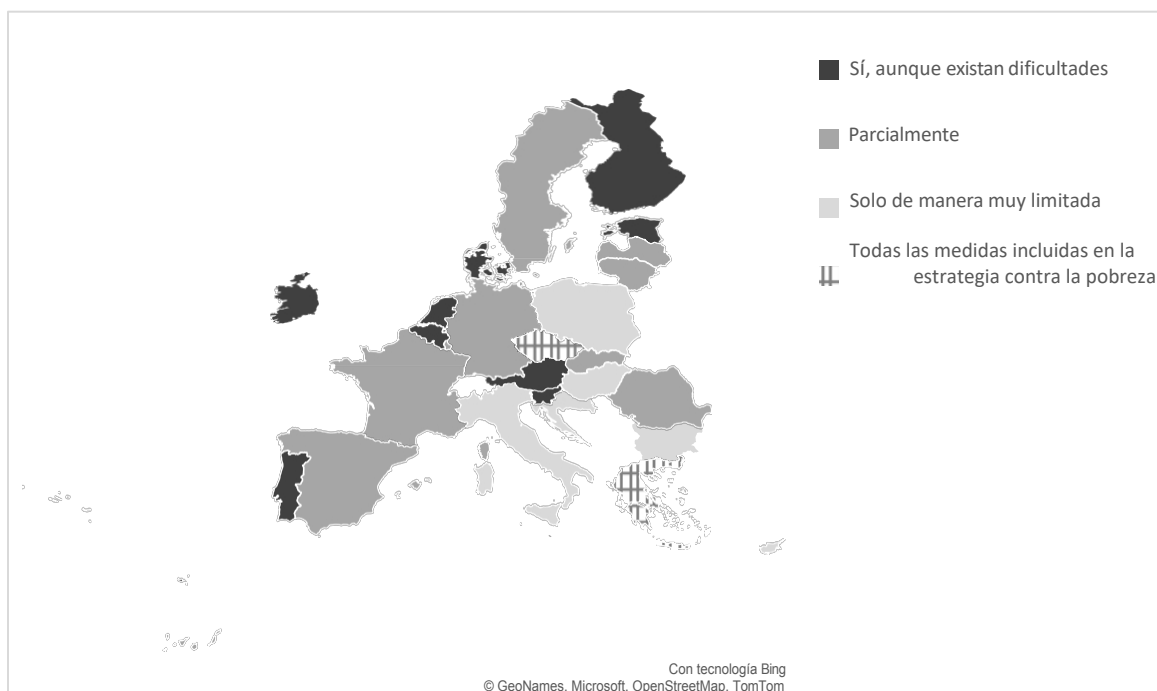 Sí, aunque existan dificultades
Parcialmente
Solo de manera muy limitada
Todas las medidas incluidas en la
estrategia contra la pobreza
Con tecnología Bing
© GeoNames, Microsoft, OpenStreetMap, TomTom